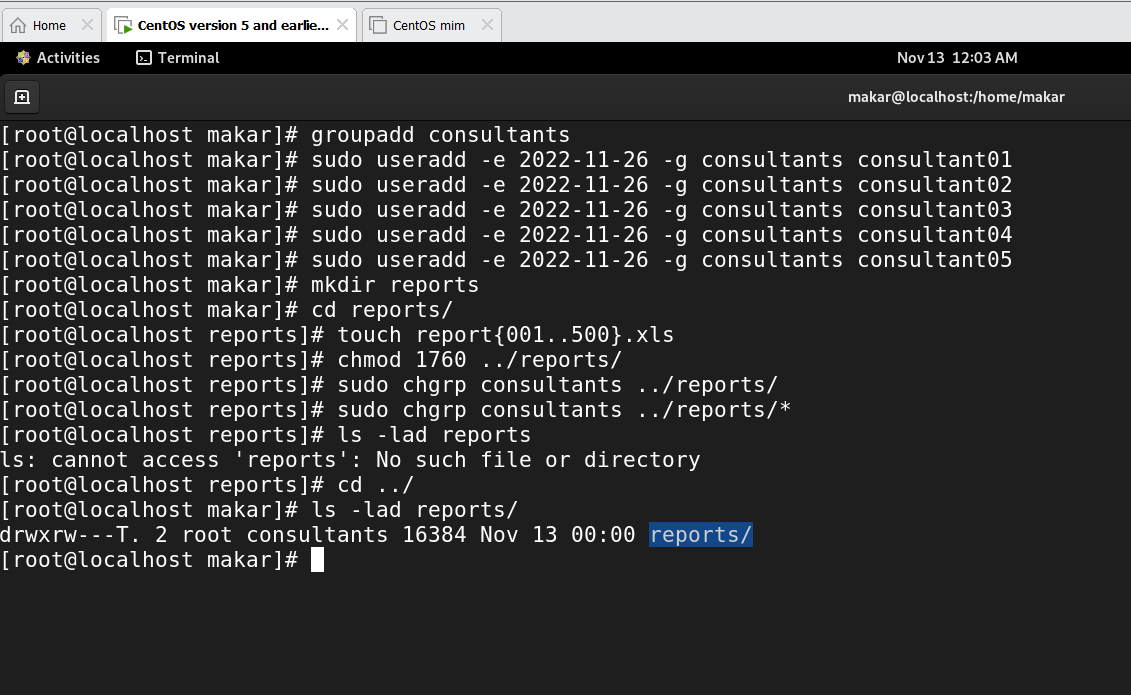 Home
CentOS version 5 and earlie...
CentOS mim
Activities
Terminal
Nov 13 12:03 AM
makar@localhost:/home/makar
[root@localhost makar]# groupadd consultants
[root@localhost makar]# sudo useradd -e 2022-11-26 -g consultants consultant01
[root@localhost makar]# sudo useradd -e 2022-11-26 -g consultants consultant02
[root@localhost makar]# sudo useradd -e 2022-11-26 -g consultants consultant03
[root@localhost makar]# sudo useradd -e 2022-11-26 -g consultants consultant04
[root@localhost makar]# sudo useradd -e 2022-11-26 -g consultants consultant05
[root@localhost makar]# mkdir reports
[root@localhost makar]# cd reports/
[root@localhost reports]# touch report{001..500}.xls
[root@localhost reports]# chmod 1760 ../reports/
[root@localhost reports]# sudo chgrp consultants ../reports/
[root@localhost reports]# sudo chgrp consultants ../reports/*
[root@localhost reports]# ls -lad reports
ls: cannot access 'reports': No such file or directory
[root@localhost reports]# cd ../
[root@localhost makar]# ls -lad reports/
drwxrw---T. 2 root consultants 16384 Nov 13 00:00 reports/
[root@localhost makar]#